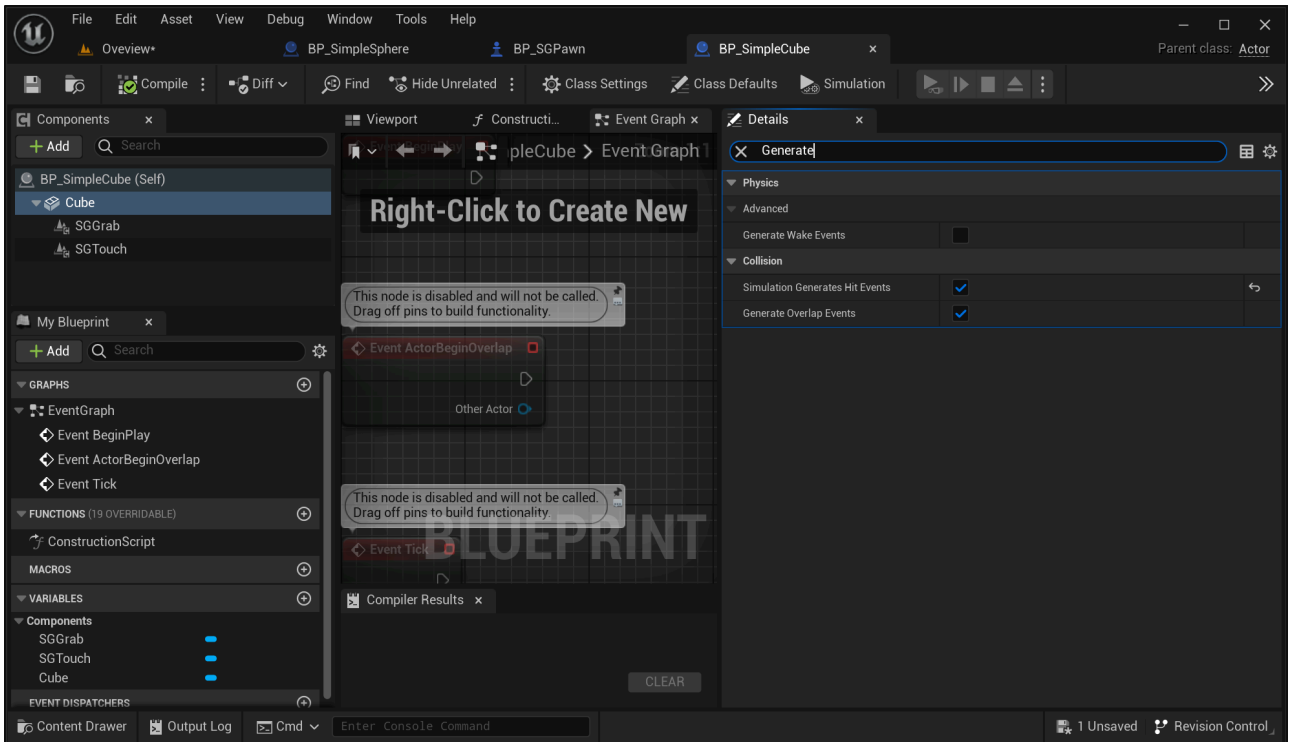 File Edit Asset View Debug Window Tools Help
Oveview* BP_SimpleSphere BP_SGPawn BP_SimpleCube Parent class: Actor
Compile Diff Find Hide Unrelated Class Settings Class Defaults Simulation
Components
Add Search
BP_SimpleCube (Self)
Cube
SGGrab
SGTouch
My Blueprint
Add Search
GRAPHS
EventGraph
Event BeginPlay
Event ActorBeginOverlap
Event Tick
FUNCTIONS (19 OVERRIDABLE)
ConstructionScript
MACROS
VARIABLES
Components
SGGrab
SGTouch
Cube
EVENT DISPATCHERS
Viewport Constructi... Event Graph
pleCube > Event Graph
Right-Click to Create New
This node is disabled and will not be called.
Drag off pins to build functionality.
Event ActorBeginOverlap
Other Actor
This node is disabled and will not be called.
Drag off pins to build functionality.
Event Tick
BLUEPRINT
Compiler Results
CLEAR
Details
Generate
Physics
Advanced
Generate Wake Events
Collision
Simulation Generates Hit Events
Generate Overlap Events
Content Drawer Output Log Cmd Enter Console Command 1 Unsaved Revision Control